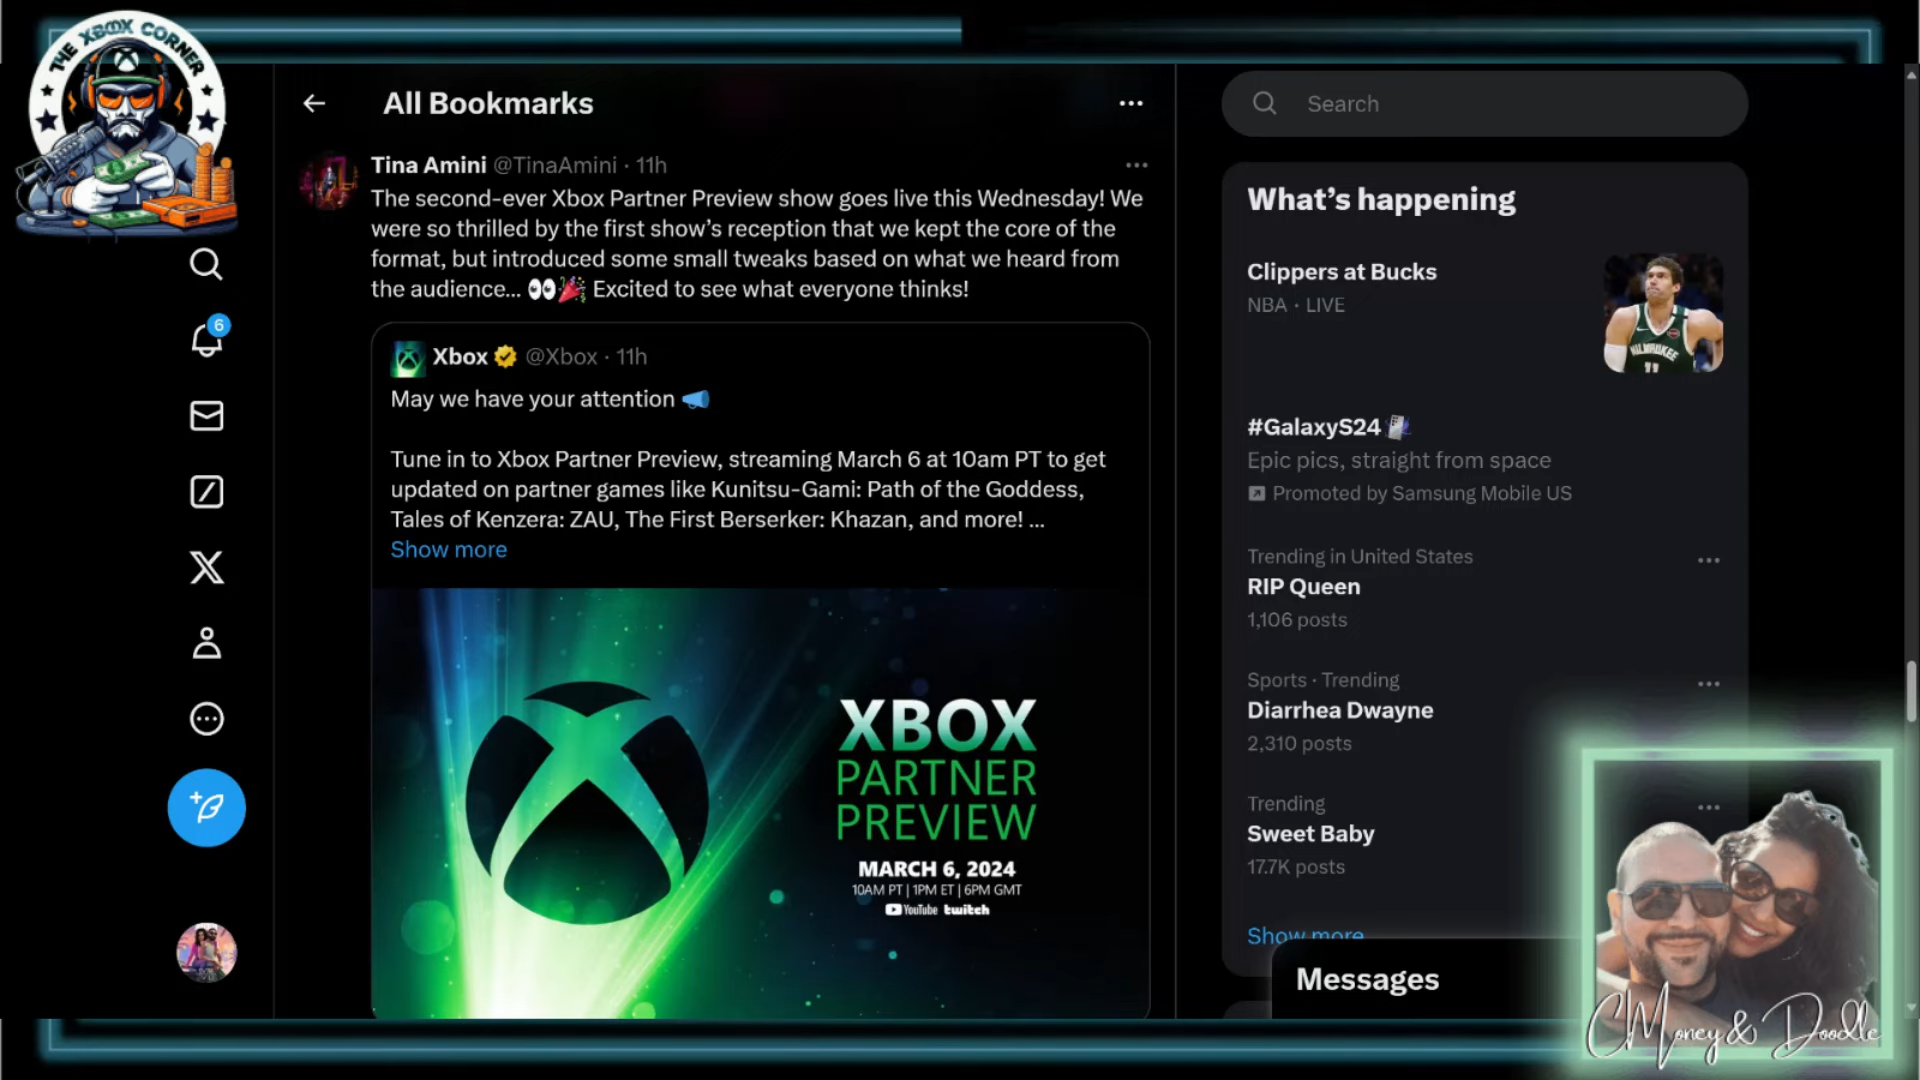 THE XBOX CORNER
All Bookmarks
Tina Amini @TinaAmini · 11h
The second-ever Xbox Partner Preview show goes live this Wednesday! We
were so thrilled by the first show’s reception that we kept the core of the
format, but introduced some small tweaks based on what we heard from
the audience... 👀🎉 Excited to see what everyone thinks!
Xbox @Xbox · 11h
May we have your attention 📣
Tune in to Xbox Partner Preview, streaming March 6 at 10am PT to get
updated on partner games like Kunitsu-Gami: Path of the Goddess,
Tales of Kenzera: ZAU, The First Berserker: Khazan, and more! ...
Show more
XBOX
PARTNER
PREVIEW
MARCH 6, 2024
10AM PT | 1PM ET | 6PM GMT
YouTube twitch
6
Search
What’s happening
Clippers at Bucks
NBA · LIVE
MILWAUKEE
11
#GalaxyS24
Epic pics, straight from space
Promoted by Samsung Mobile US
Trending in United States
RIP Queen
1,106 posts
Sports · Trending
Diarrhea Dwayne
2,310 posts
Trending
Sweet Baby
17.7K posts
Show more
Messages
CMoney & Doodle